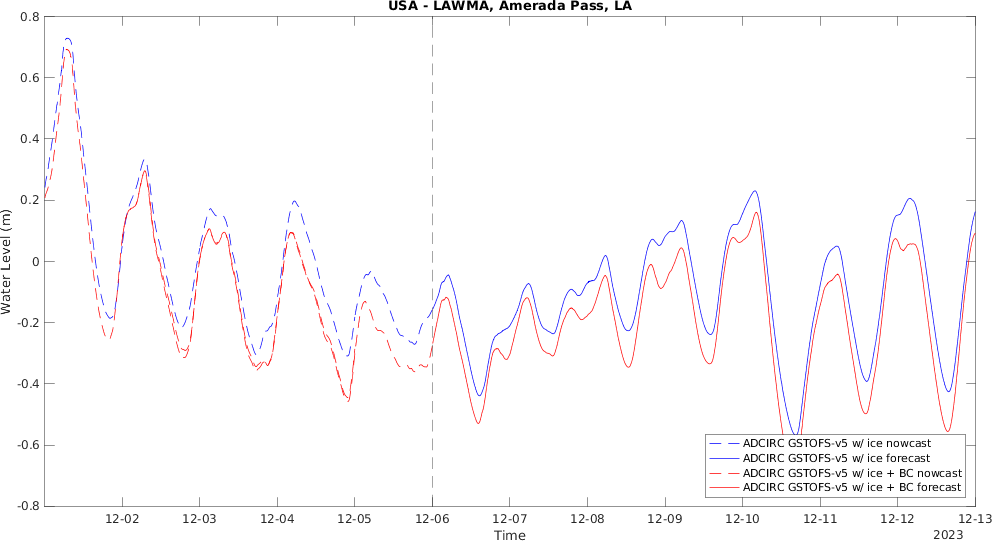 USA - LAWMA, Amerada Pass, LA
0.8
0.6
0.4
0.2
0
-0.2
-0.4
-0.6
-0.8
Water Level (m)
ADCIRC GSTOFS-v5 w/ ice nowcast
ADCIRC GSTOFS-v5 w/ ice forecast
ADCIRC GSTOFS-v5 w/ ice + BC nowcast
ADCIRC GSTOFS-v5 w/ ice + BC forecast
12-02 12-03 12-04 12-05 12-06 12-07 12-08 12-09 12-10 12-11 12-12 12-13
Time
2023